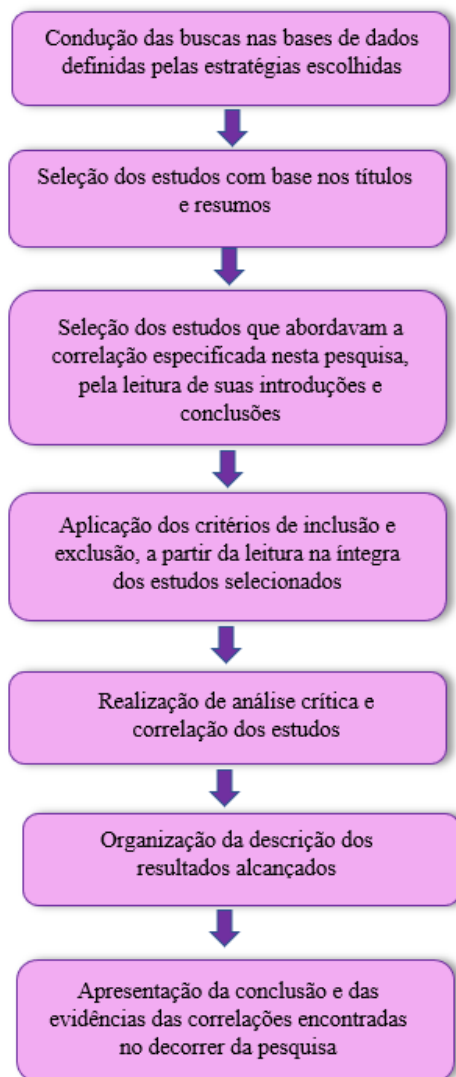 Condução das buscas nas bases de dados
definidas pelas estratégias escolhidas
Seleção dos estudos com base nos títulos
e resumos
Seleção dos estudos que abordavam a
correlação especificada nesta pesquisa,
pela leitura de suas introduções e
conclusões
Aplicação dos critérios de inclusão e
exclusão, a partir da leitura na íntegra
dos estudos selecionados
Realização de análise crítica e
correlação dos estudos
Organização da descrição dos
resultados alcançados
Apresentação da conclusão e das
evidências das correlações encontradas
no decorrer da pesquisa